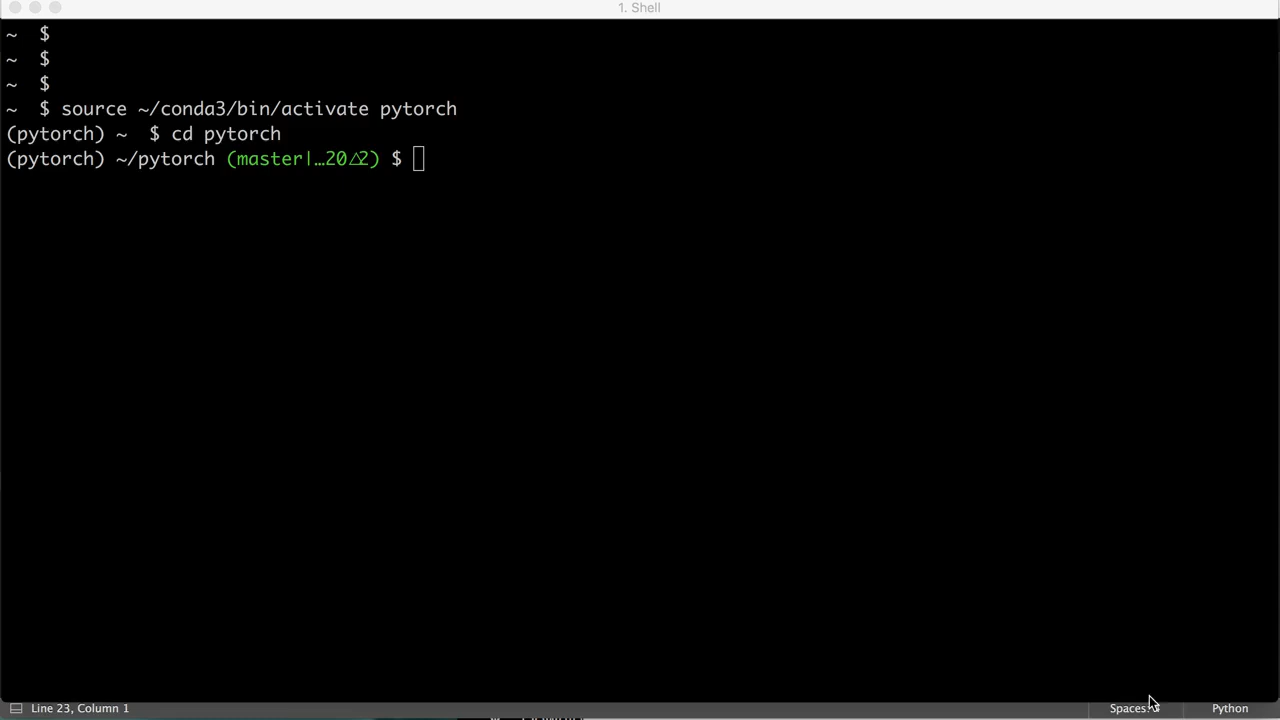 1. Shell
~ $
~ $
~ $
~ $ source ~/conda3/bin/activate pytorch
(pytorch) ~ $ cd pytorch
(pytorch) ~/pytorch (master|…20△2) $
Line 23, Column 1
Spaces:
Python